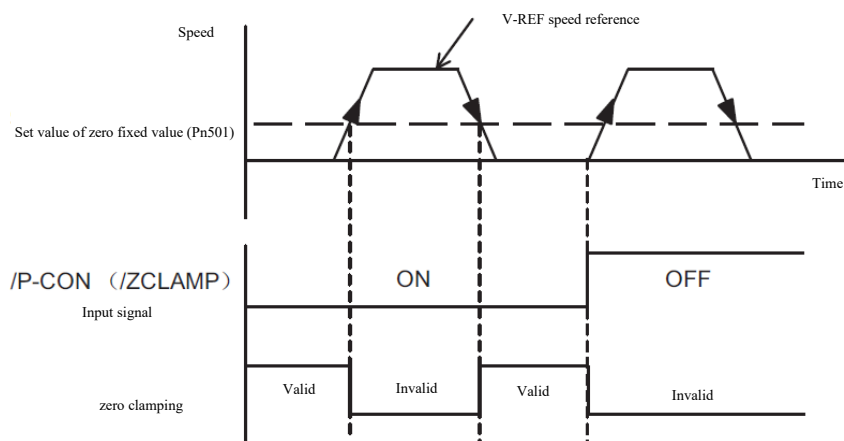 V-REF speed reference
Speed
Set value of zero fixed value (Pn501)
Time
/P-CON （/ZCLAMP）
ON
OFF
Input signal
Valid
Invalid
Valid
Invalid
zero clamping